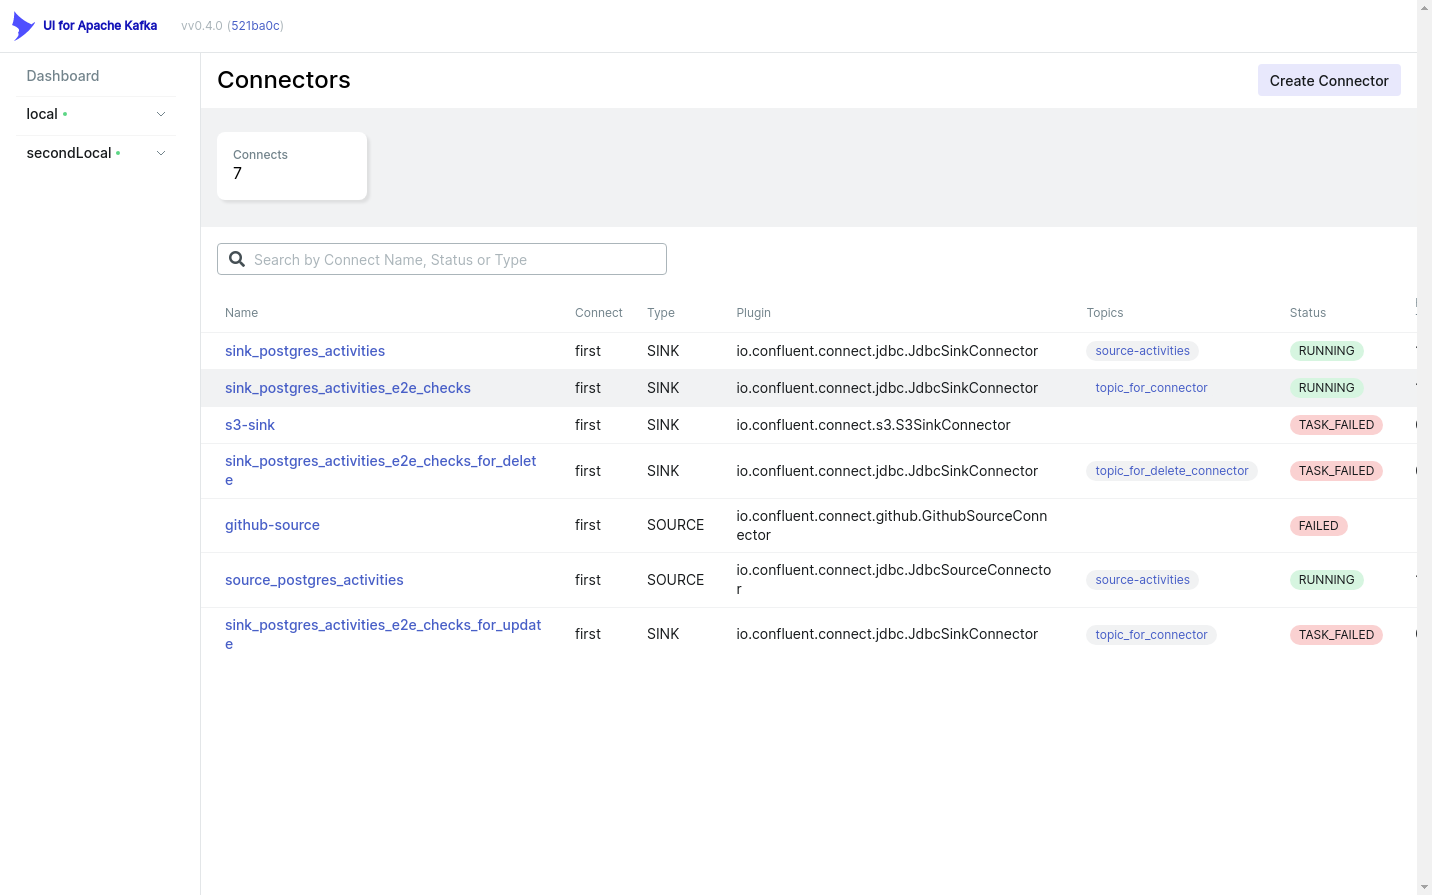 UI for Apache Kafka vv0.4.0 (521ba0c)
Dashboard
local
secondLocal
Connectors
Create Connector
Connects
7
Search by Connect Name, Status or Type
Name Connect Type Plugin Topics Status
sink_postgres_activities first SINK io.confluent.connect.jdbc.JdbcSinkConnector source-activities RUNNING
sink_postgres_activities_e2e_checks first SINK io.confluent.connect.jdbc.JdbcSinkConnector topic_for_connector RUNNING
s3-sink first SINK io.confluent.connect.s3.S3SinkConnector TASK_FAILED
sink_postgres_activities_e2e_checks_for_delet
e first SINK io.confluent.connect.jdbc.JdbcSinkConnector topic_for_delete_connector TASK_FAILED
github-source first SOURCE io.confluent.connect.github.GithubSourceConn
ector FAILED
source_postgres_activities first SOURCE io.confluent.connect.jdbc.JdbcSourceConnecto
r source-activities RUNNING
sink_postgres_activities_e2e_checks_for_updat
e first SINK io.confluent.connect.jdbc.JdbcSinkConnector topic_for_connector TASK_FAILED